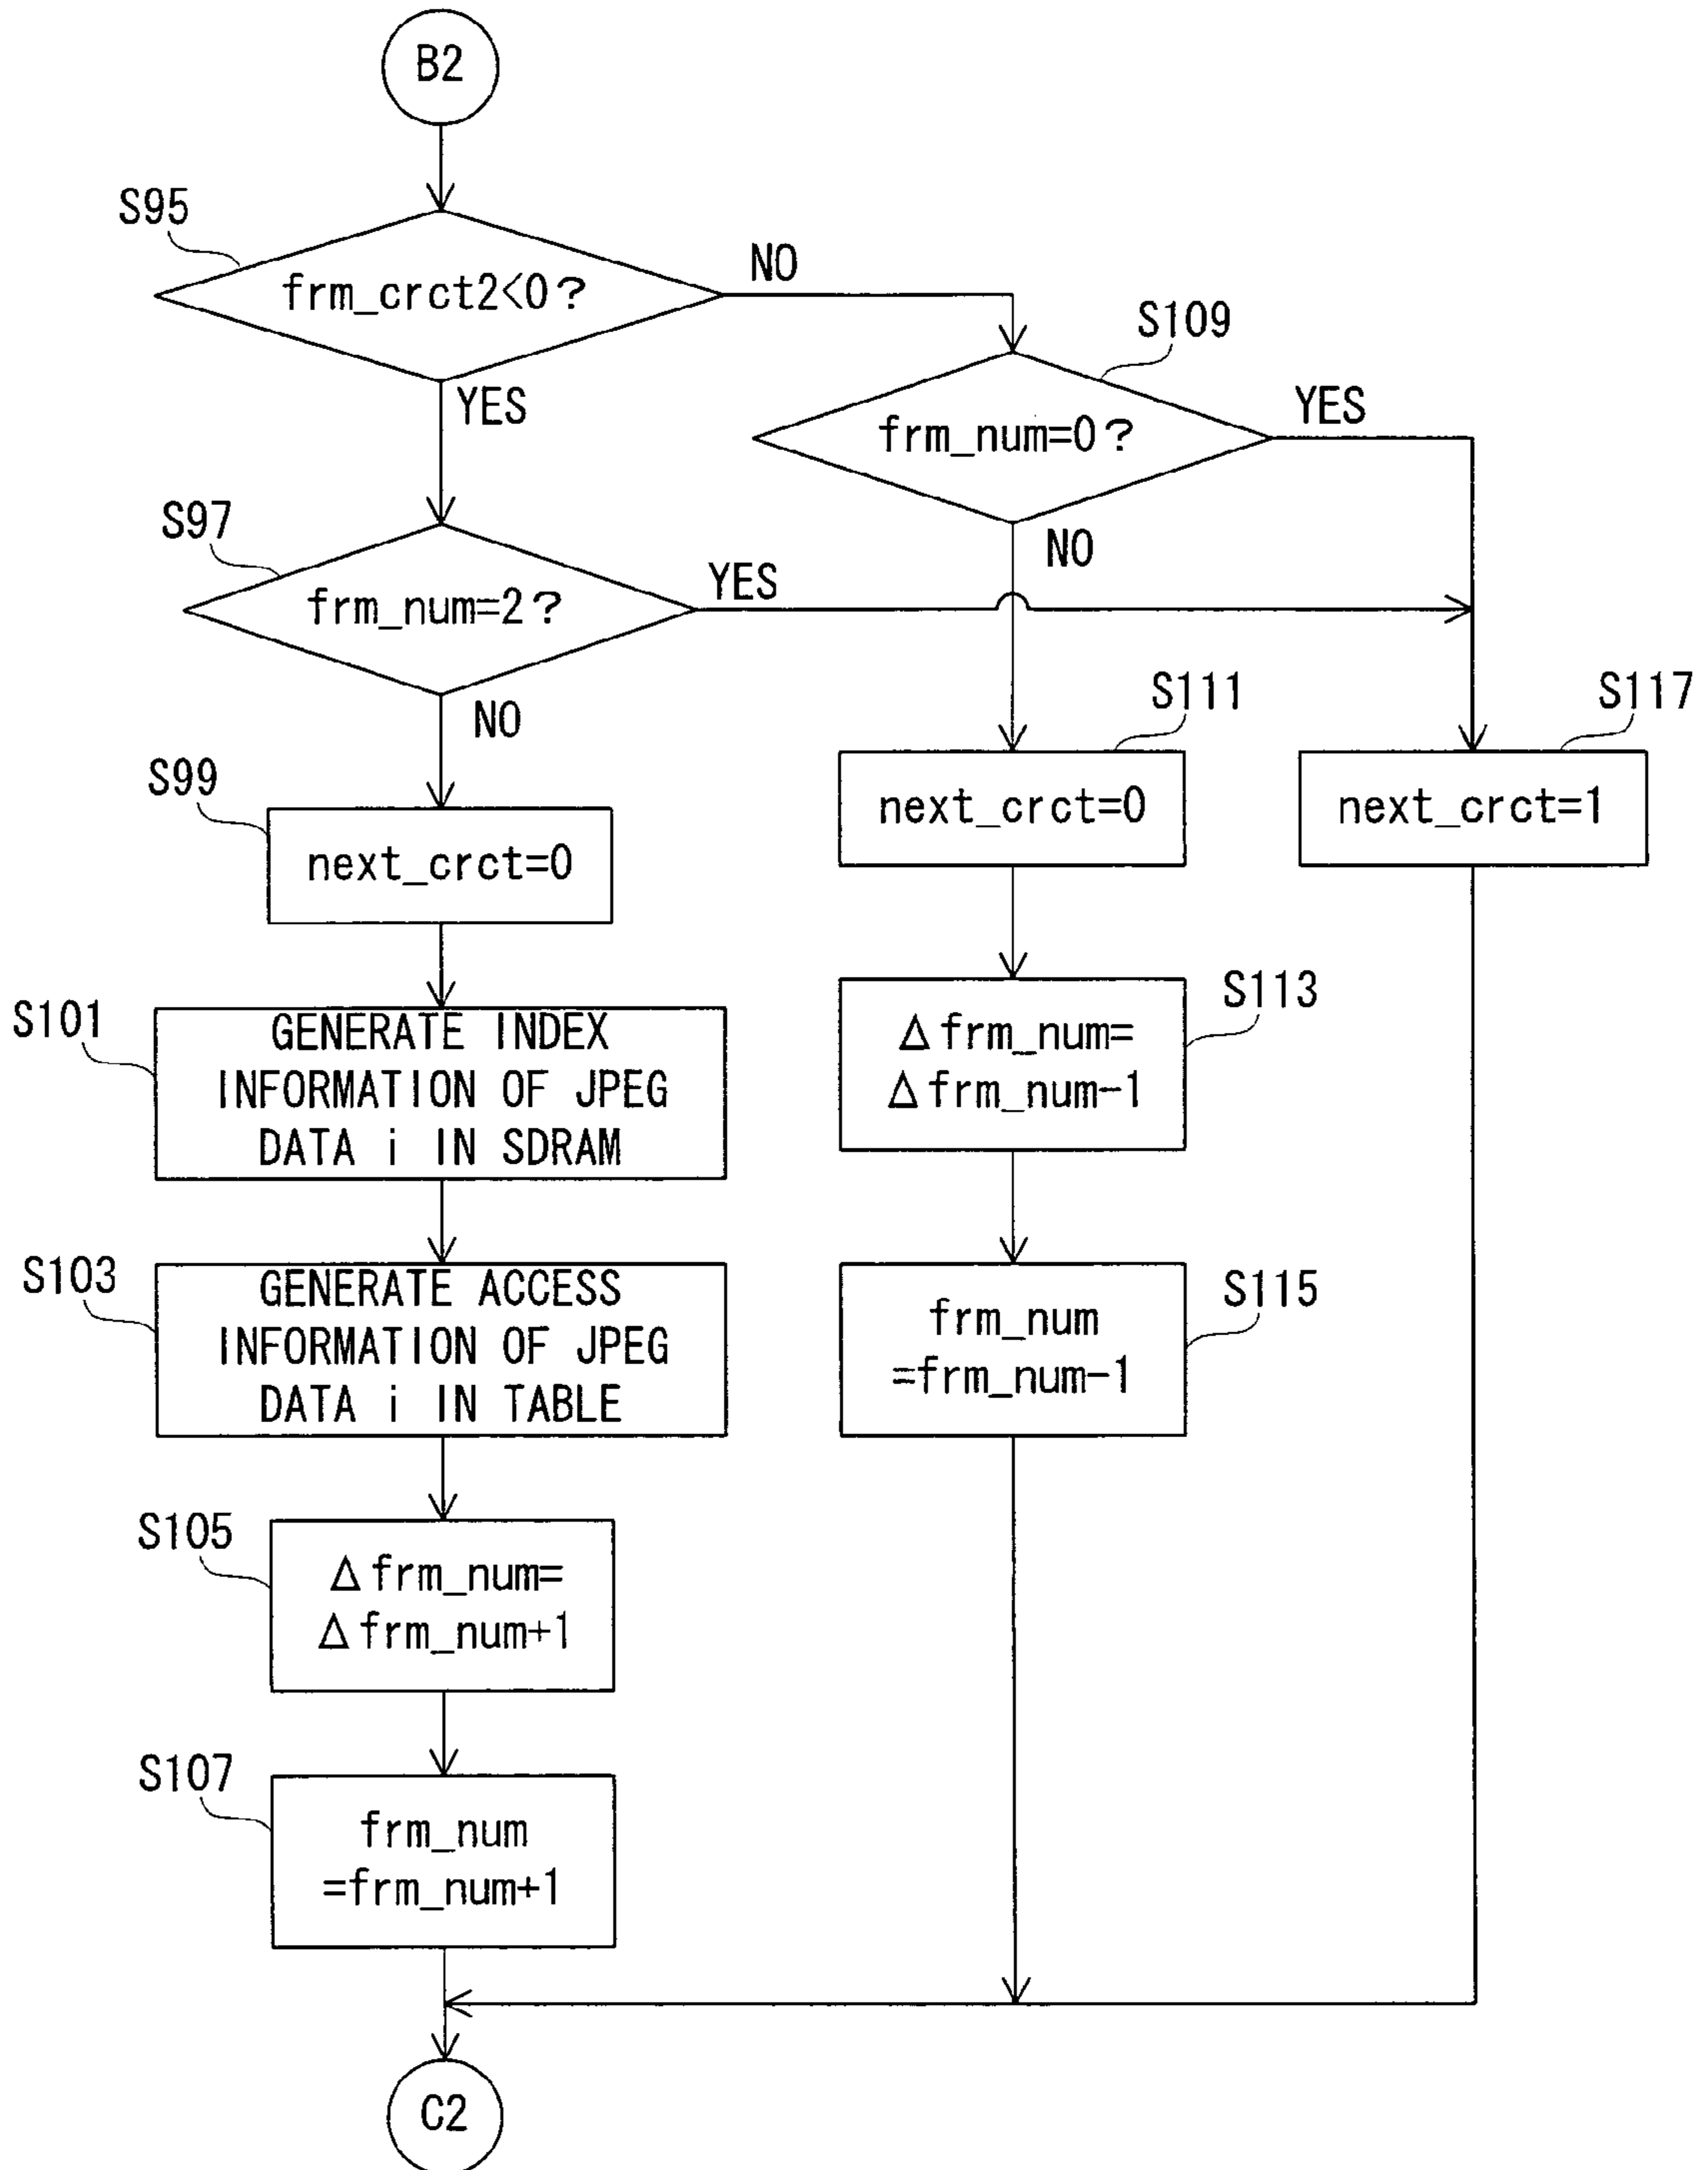 B2
S95
frm_crct2<0?
NO
YES
S109
frm_num=0?
YES
NO
S97
frm_num=2?
YES
NO
S99
next_crct=0
S111
next_crct=0
S117
next_crct=1
S101
GENERATE INDEX
INFORMATION OF JPEG
DATA i IN SDRAM
S113
Δfrm_num=
Δfrm_num-1
S103
GENERATE ACCESS
INFORMATION OF JPEG
DATA i IN TABLE
S115
frm_num
=frm_num-1
S105
Δfrm_num=
Δfrm_num+1
S107
frm_num
=frm_num+1
C2